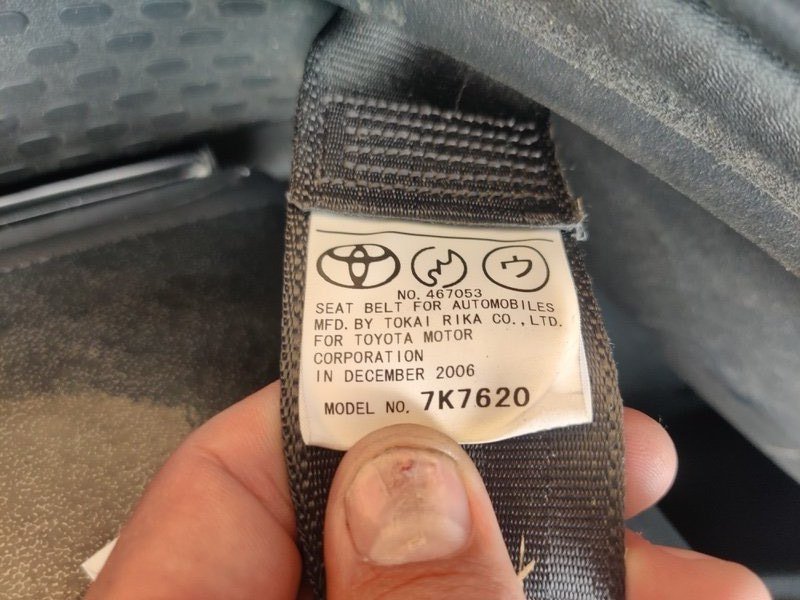 ウ
NO. 467053
SEAT BELT FOR AUTOMOBILES
MFD. BY TOKAI RIKA CO., LTD.
FOR TOYOTA MOTOR
CORPORATION
IN DECEMBER 2006
MODEL NO. 7K7620